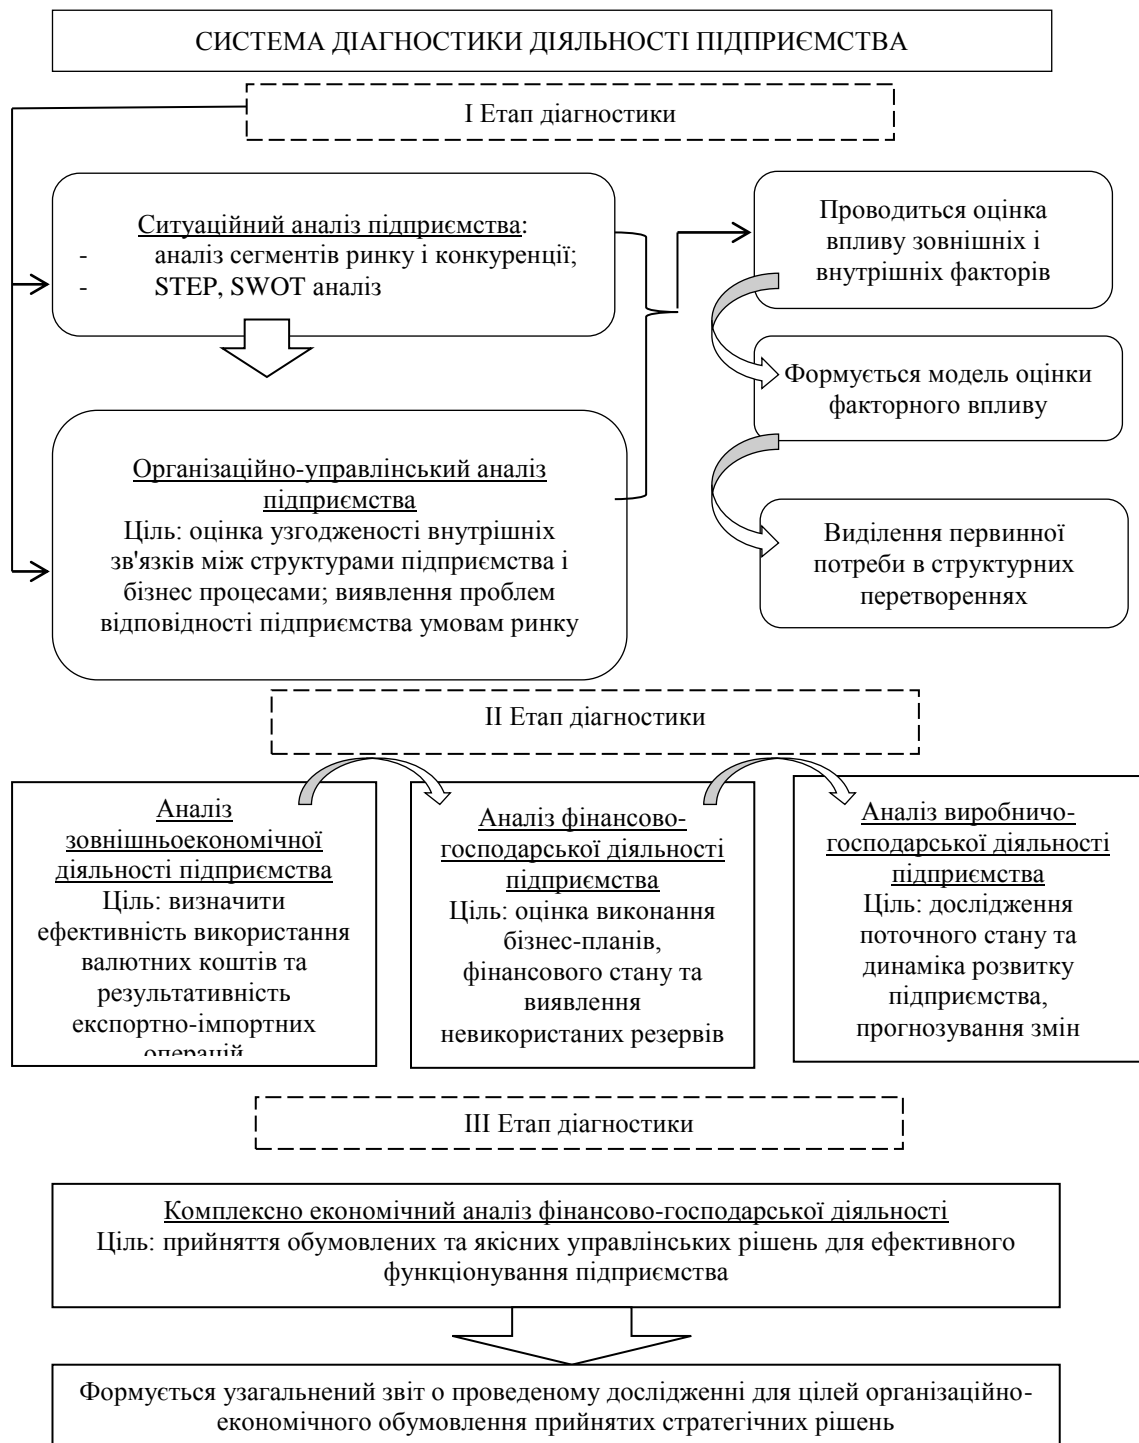 СИСТЕМА ДІАГНОСТИКИ ДІЯЛЬНОСТІ ПІДПРИЄМСТВА
І Етап діагностики
Ситуаційний аналіз підприємства:
- аналіз сегментів ринку і конкуренції;
- STEP, SWOT аналіз
Організаційно-управлінський аналіз
підприємства
Ціль: оцінка узгодженості внутрішніх
зв'язків між структурами підприємства і
бізнес процесами; виявлення проблем
відповідності підприємства умовам ринку
Проводиться оцінка
впливу зовнішніх і
внутрішніх факторів
Формується модель оцінки
факторного впливу
Виділення первинної
потреби в структурних
перетвореннях
ІІ Етап діагностики
Аналіз
зовнішньоекономічної
діяльності підприємства
Ціль: визначити
ефективність використання
валютних коштів та
результативність
експортно-імпортних
операцій
Аналіз фінансово-
господарської діяльності
підприємства
Ціль: оцінка виконання
бізнес-планів,
фінансового стану та
виявлення
невикористаних резервів
Аналіз виробничо-
господарської діяльності
підприємства
Ціль: дослідження
поточного стану та
динаміка розвитку
підприємства,
прогнозування змін
ІІІ Етап діагностики
Комплексно економічний аналіз фінансово-господарської діяльності
Ціль: прийняття обумовлених та якісних управлінських рішень для ефективного
функціонування підприємства
Формується узагальнений звіт о проведеному дослідженні для цілей організаційно-
економічного обумовлення прийнятих стратегічних рішень